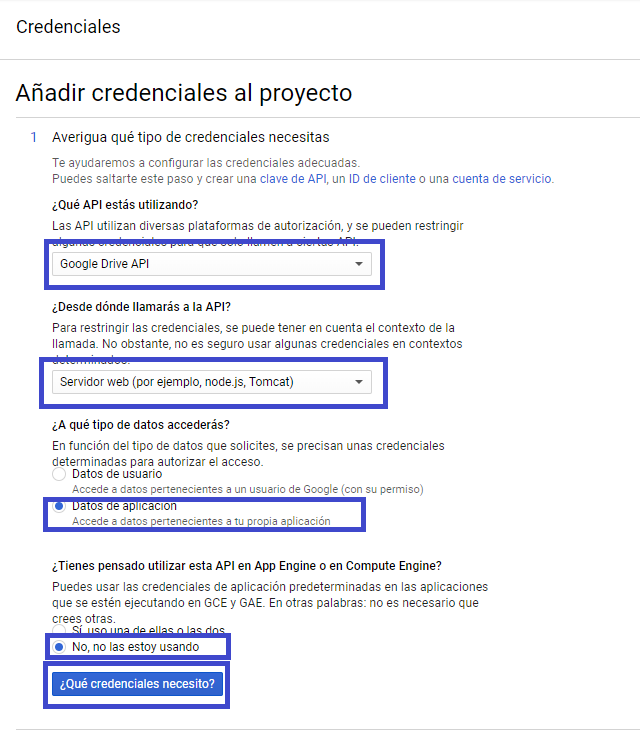 Credenciales
Añadir credenciales al proyecto
1 Averigua qué tipo de credenciales necesitas
Te ayudaremos a configurar las credenciales adecuadas.
Puedes saltarte este paso y crear una clave de API, un ID de cliente o una cuenta de servicio.
¿Qué API estás utilizando?
Las API utilizan diversas plataformas de autorización, y se pueden restringir
algunas credenciales para que solo llamen a ciertas API.
Google Drive API
¿Desde dónde llamarás a la API?
Para restringir las credenciales, se puede tener en cuenta el contexto de la
llamada. No obstante, no es seguro usar algunas credenciales en contextos
determinados.
Servidor web (por ejemplo, node.js, Tomcat)
¿A qué tipo de datos accederás?
En función del tipo de datos que solicites, se precisan unas credenciales
determinadas para autorizar el acceso.
Datos de usuario
Accede a datos pertenecientes a un usuario de Google (con su permiso)
Datos de aplicación
Accede a datos pertenecientes a tu propia aplicación
¿Tienes pensado utilizar esta API en App Engine o en Compute Engine?
Puedes usar las credenciales de aplicación predeterminadas en las aplicaciones
que se estén ejecutando en GCE y GAE. En otras palabras: no es necesario que
crees otras.
Sí, uso una de ellas o las dos
No, no las estoy usando
¿Qué credenciales necesito?